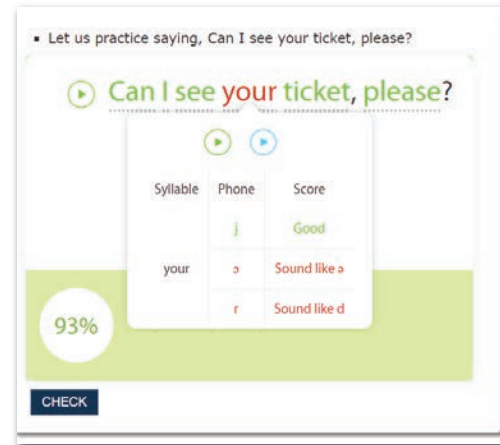 ▪ Let us practice saying, Can I see your ticket, please?
Can I see your ticket, please?
Syllable Phone Score
j Good
your ɔ Sound like ə
r Sound like d
93%
CHECK